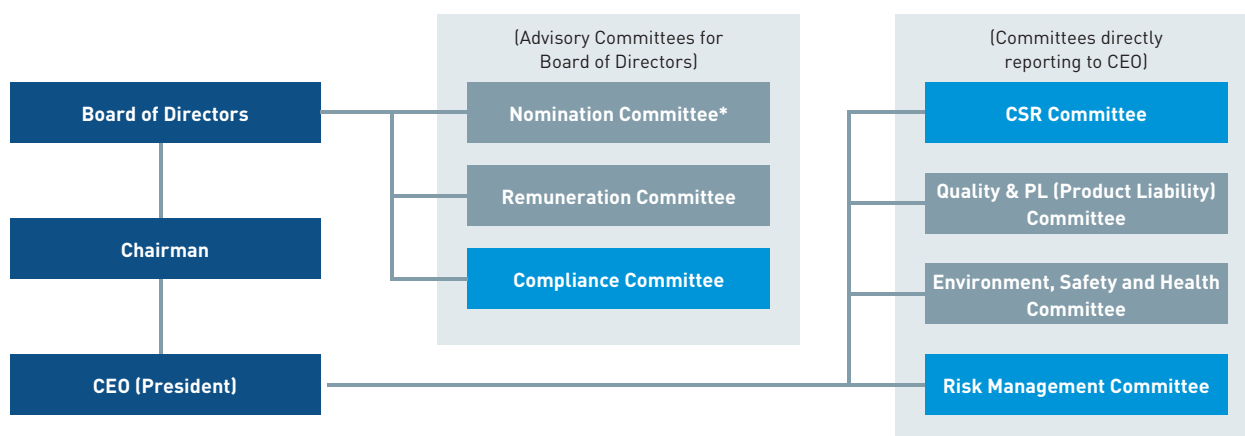 (Advisory Committees for
Board of Directors)
(Committees directly
reporting to CEO)
Board of Directors
Nomination Committee*
CSR Committee
Remuneration Committee
Quality & PL (Product Liability)
Committee
Chairman
Compliance Committee
Environment, Safety and Health
Committee
CEO (President)
Risk Management Committee